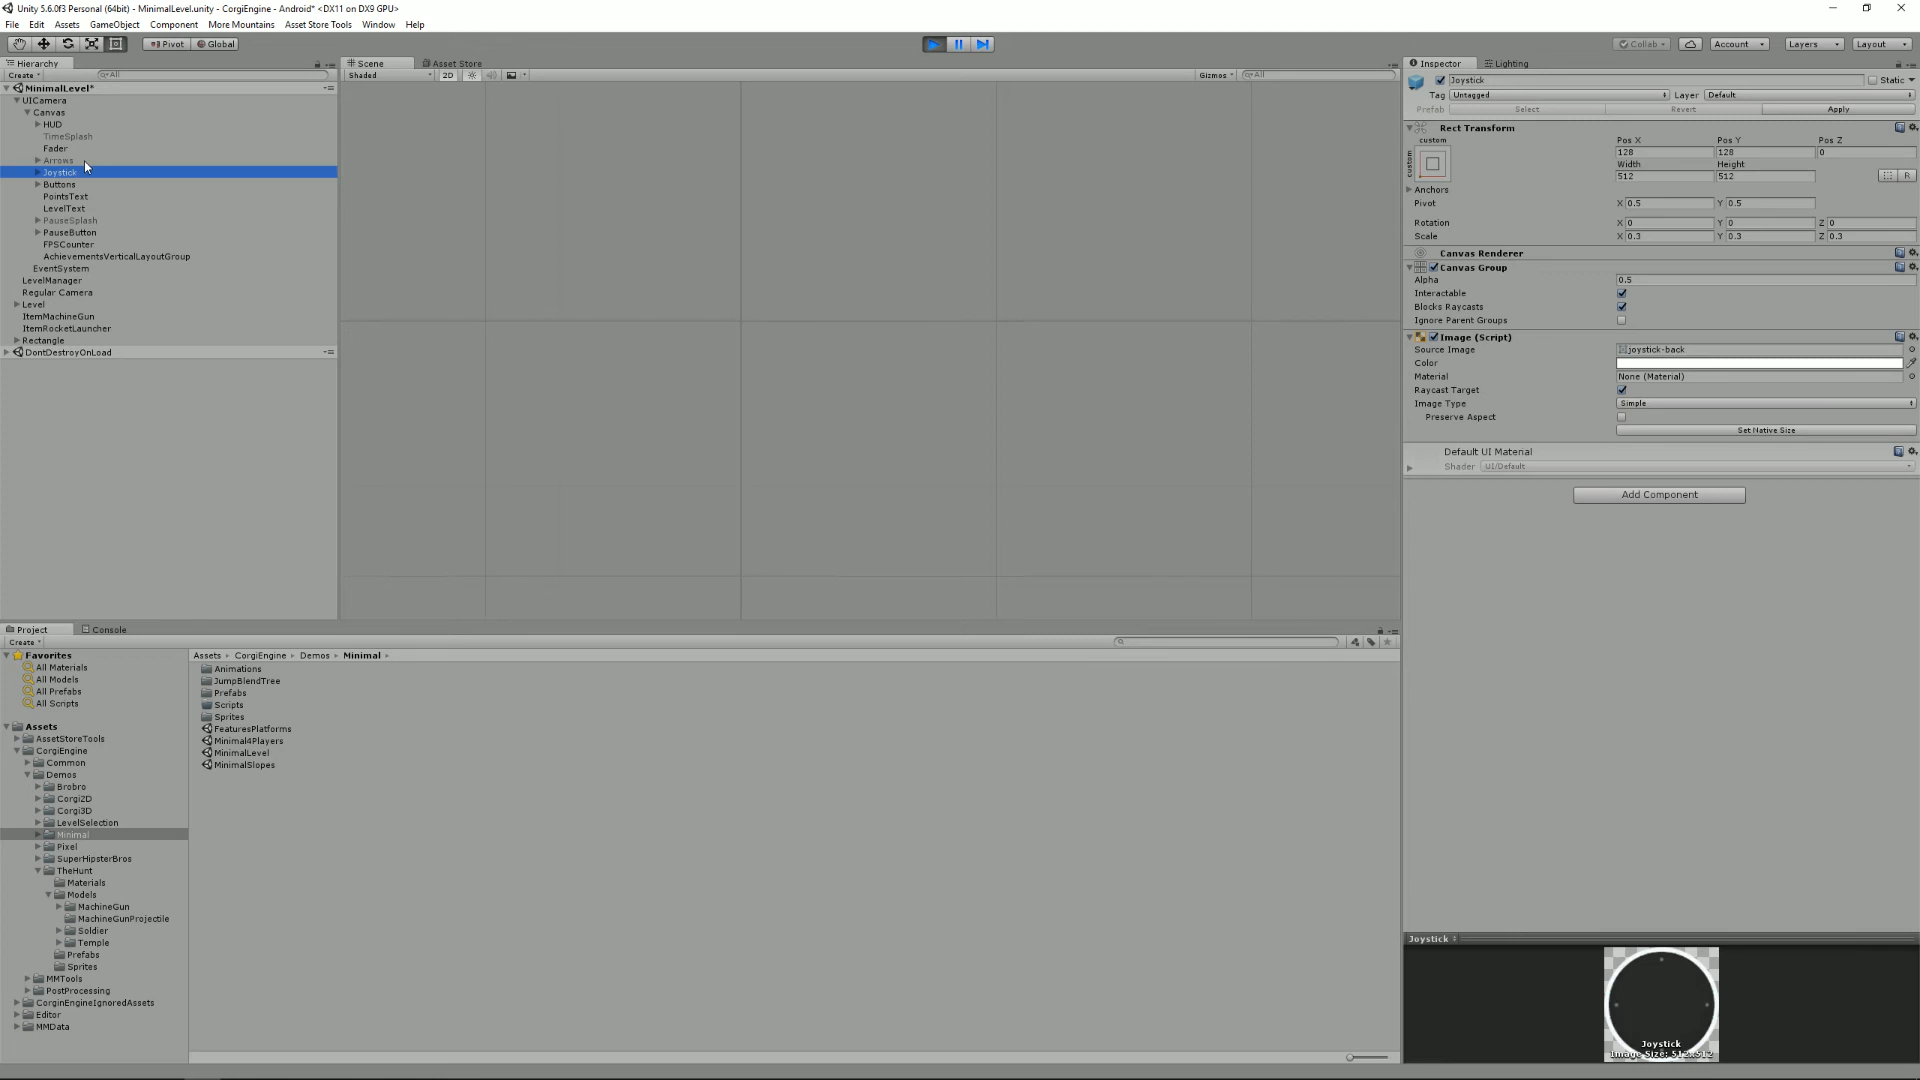 Unity 5.6.0f3 Personal (64bit) - MinimalLevel.unity - CorgiEngine - Android* <DX11 on DX9 GPU>
File Edit Assets GameObject Component More Mountains Asset Store Tools Window Help
Pivot Global Collab Account Layers Layout
Hierarchy Scene Asset Store Inspector Lighting
Create All Shaded 2D Gizmos All
Joystick Static
MinimalLevel*
Tag Untagged Layer Default
UICamera
Prefab Select Revert Apply
Canvas
HUD
Rect Transform
TimeSplash
custom Pos X Pos Y Pos Z
Fader
128 128 0
Arrows
custom Width Height
Joystick
512 512 R
Buttons
Anchors
PointsText
Pivot X 0.5 Y 0.5
LevelText
PauseSplash
Rotation X 0 Y 0 Z 0
PauseButton
Scale X 0.3 Y 0.3 Z 0.3
FPSCounter
Canvas Renderer
AchievementsVerticalLayoutGroup
Canvas Group
EventSystem
Alpha 0.5
LevelManager
Interactable
Regular Camera
Blocks Raycasts
Level
Ignore Parent Groups
ItemMachineGun
ItemRocketLauncher
Image (Script)
Rectangle
Source Image joystick-back
DontDestroyOnLoad
Color
Material None (Material)
Raycast Target
Image Type Simple
Preserve Aspect
Set Native Size
Default UI Material
Shader UI/Default
Add Component
Project Console
Create
Favorites
All Materials
All Models
All Prefabs
All Scripts
Assets
AssetStoreTools
CorgiEngine
Common
Demos
Brobro
Corgi2D
Corgi3D
LevelSelection
Minimal
Pixel
SuperHipsterBros
TheHunt
Materials
Models
MachineGun
MachineGunProjectile
Soldier
Temple
Prefabs
Sprites
MMTools
PostProcessing
CorginEngineIgnoredAssets
Editor
MMData
Assets CorgiEngine Demos Minimal
Animations
JumpBlendTree
Prefabs
Scripts
Sprites
FeaturesPlatforms
Minimal4Players
MinimalLevel
MinimalSlopes
Joystick
Joystick
Image Size: 512x512